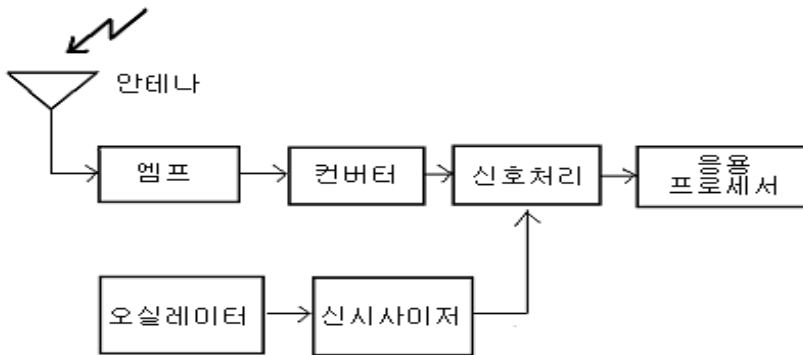 안테나
엠프
컨버터
신호처리
응용
프로세서
오실레이터
신시사이저